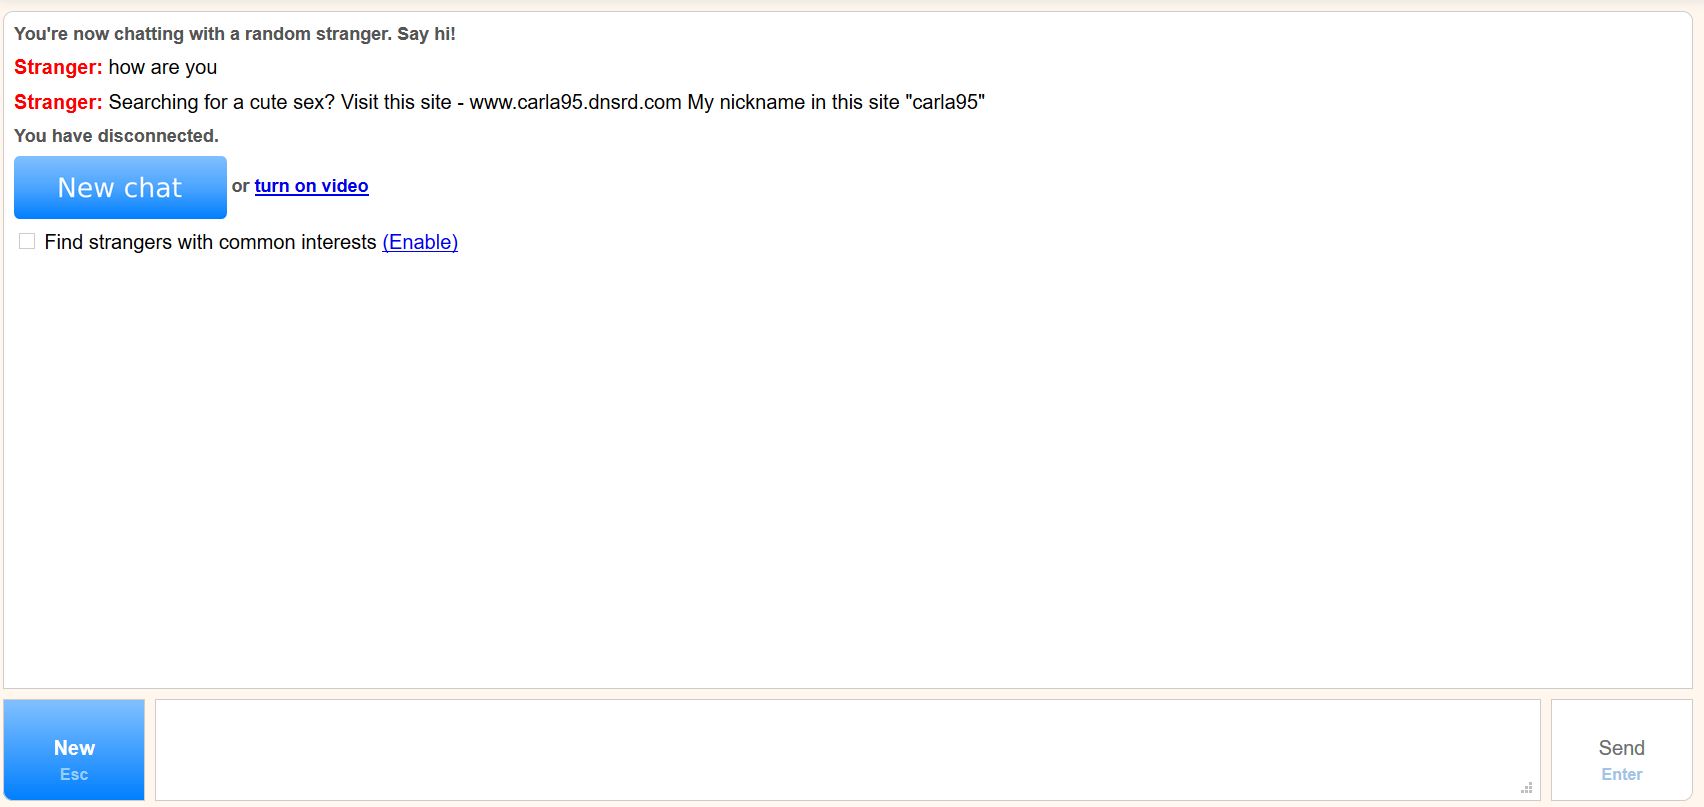 You're now chatting with a random stranger. Say hi!
Stranger: how are you
Stranger: Searching for a cute sex? Visit this site - www.carla95.dnsrd.com My nickname in this site "carla95"
You have disconnected.
New chat or turn on video
Find strangers with common interests (Enable)
New
Esc
Send
Enter